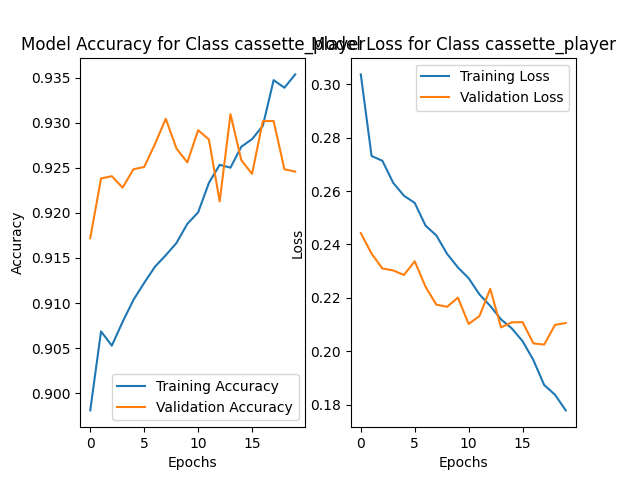 Model Accuracy for Class cassette_player
0.935
0.930
0.925
0.920
0.915
0.910
0.905
0.900
Accuracy
Training Accuracy
Validation Accuracy
0 5 10 15
Epochs
Model Loss for Class cassette_player
Training Loss
Validation Loss
0.30
0.28
0.26
0.24
0.22
0.20
0.18
Loss
0 5 10 15
Epochs